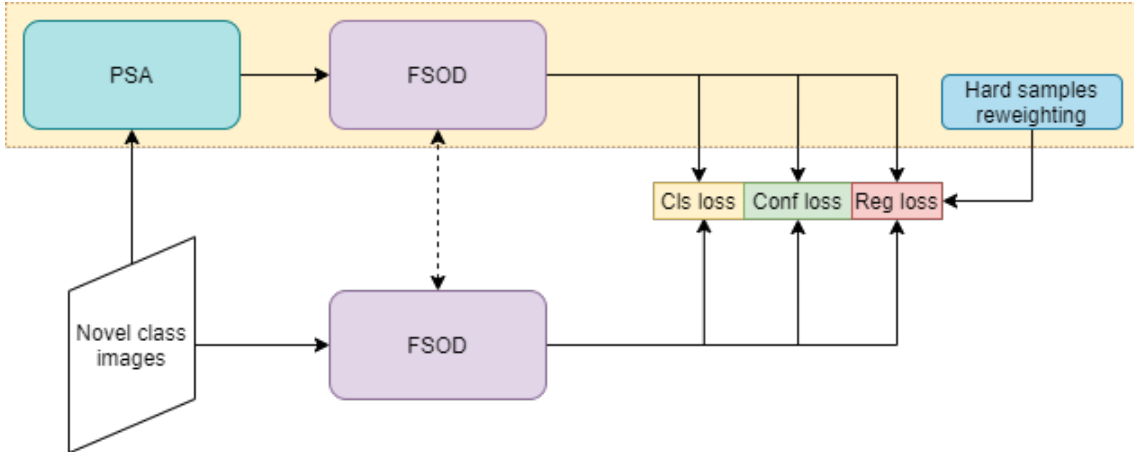 PSA
FSOD
Hard samples
reweighting
Cls loss
Conf loss
Reg loss
Novel class
images
FSOD